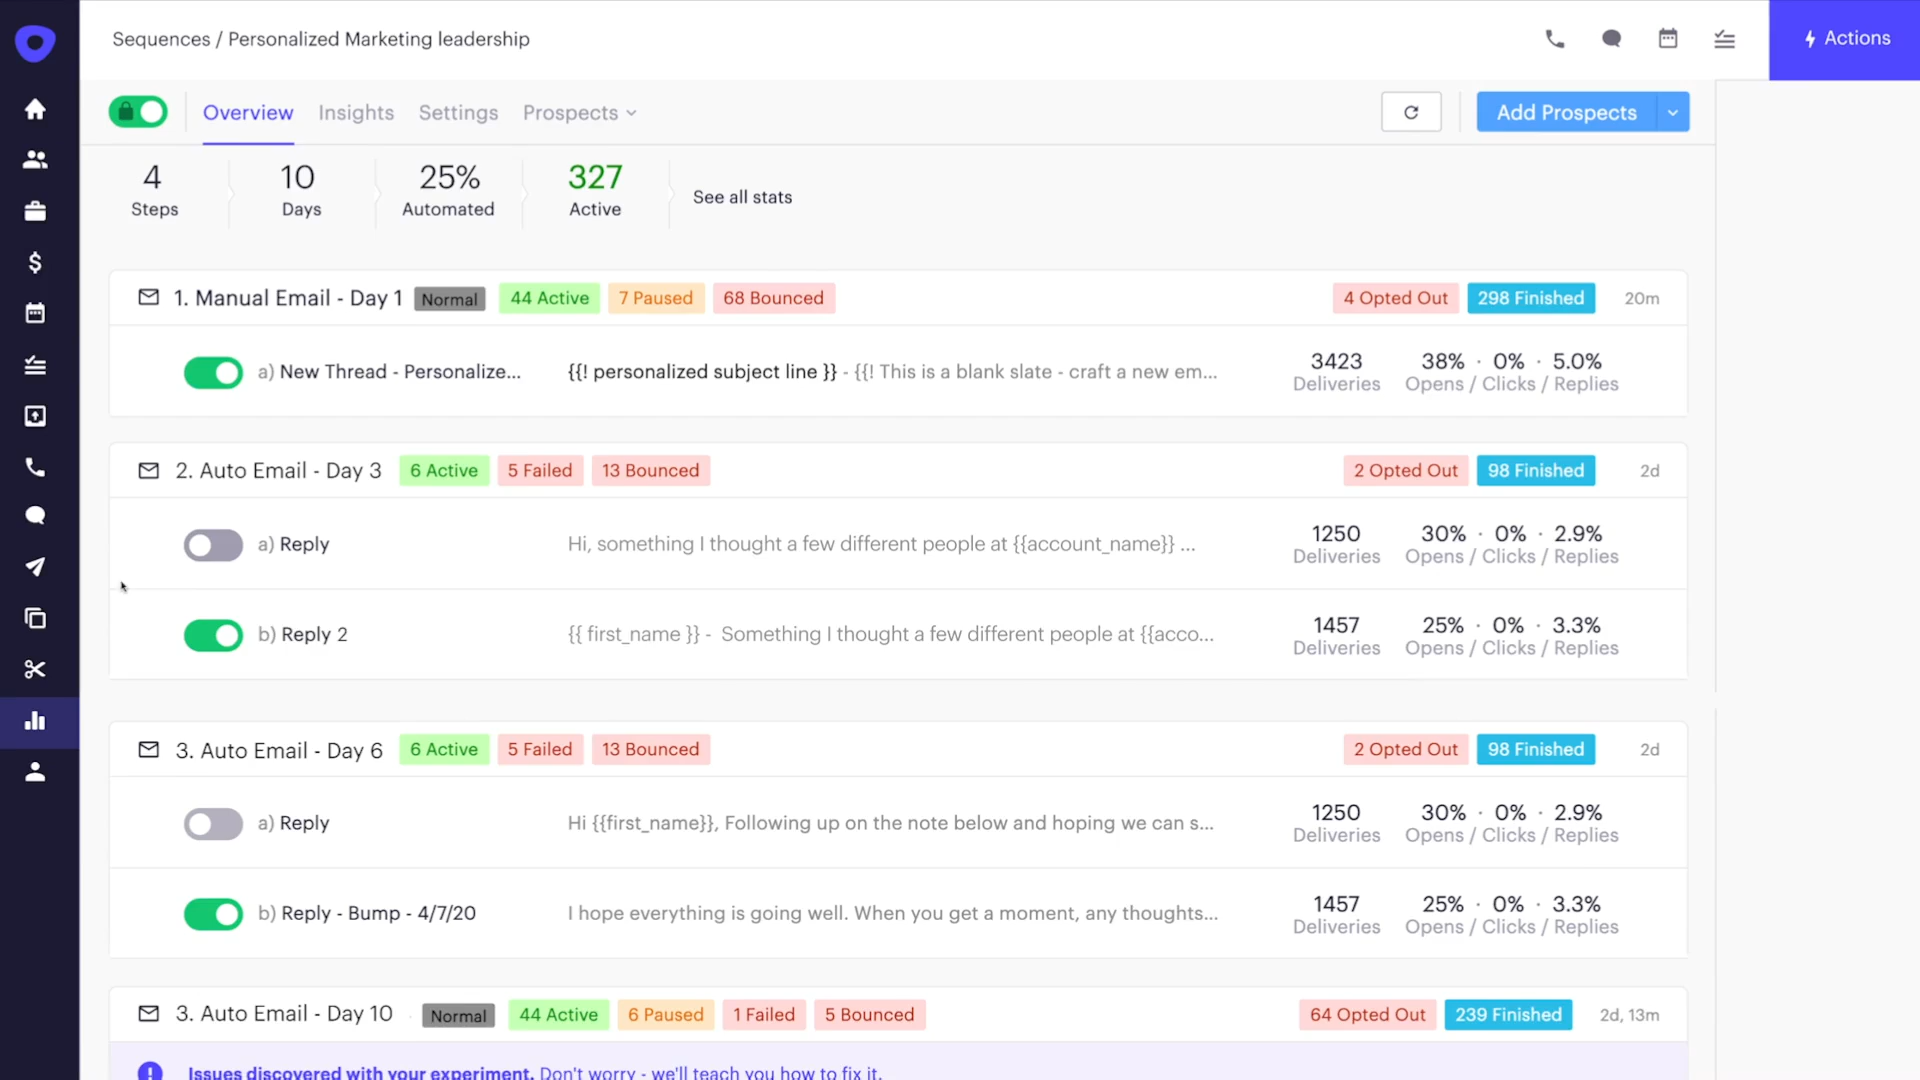 Sequences / Personalized Marketing leadership
Actions
Overview Insights Settings Prospects
Add Prospects
4 10 25% 327
Steps Days Automated Active See all stats
1. Manual Email - Day 1 Normal 44 Active 7 Paused 68 Bounced 4 Opted Out 298 Finished 20m
a) New Thread - Personalize... {{! personalized subject line }} - {{! This is a blank slate - craft a new em... 3423 38% · 0% · 5.0%
Deliveries Opens / Clicks / Replies
2. Auto Email - Day 3 6 Active 5 Failed 13 Bounced 2 Opted Out 98 Finished 2d
a) Reply Hi, something I thought a few different people at {{account_name}} ... 1250 30% · 0% · 2.9%
Deliveries Opens / Clicks / Replies
b) Reply 2 {{ first_name }} - Something I thought a few different people at {{acco... 1457 25% · 0% · 3.3%
Deliveries Opens / Clicks / Replies
3. Auto Email - Day 6 6 Active 5 Failed 13 Bounced 2 Opted Out 98 Finished 2d
a) Reply Hi {{first_name}}, Following up on the note below and hoping we can s... 1250 30% · 0% · 2.9%
Deliveries Opens / Clicks / Replies
b) Reply - Bump - 4/7/20 I hope everything is going well. When you get a moment, any thoughts... 1457 25% · 0% · 3.3%
Deliveries Opens / Clicks / Replies
3. Auto Email - Day 10 Normal 44 Active 6 Paused 1 Failed 5 Bounced 64 Opted Out 239 Finished 2d, 13m
Issues discovered with your experiment. Don't worry - we'll teach you how to fix it.